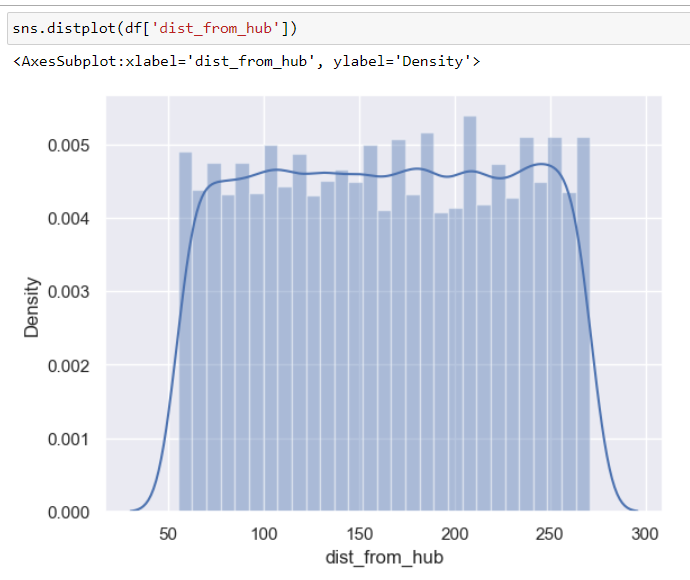 sns.distplot(df['dist_from_hub'])
<AxesSubplot:xlabel='dist_from_hub', ylabel='Density'>
0.005
0.004
0.003
0.002
0.001
0.000
Density
50 100 150 200 250 300
dist_from_hub